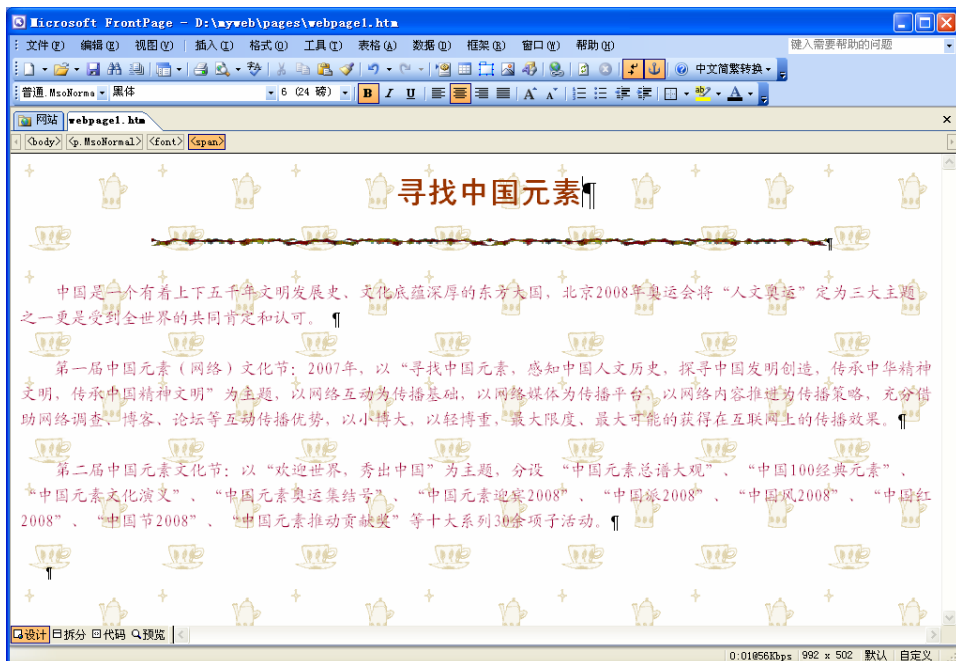 Microsoft FrontPage - D:\myweb\pages\webpage1.htm
文件(F) 编辑(E) 视图(V) 插入(I) 格式(O) 工具(T) 表格(A) 数据(D) 框架(R) 窗口(W) 帮助(H) 键入需要帮助的问题
中文简繁转换
普通.MsoNorma 黑体 6 (24 磅) B I U A A A
网站 webpage1.htm
<body> <p.MsoNormal> <font> <span>
寻找中国元素
中国是一个有着上下五千年文明发展史、文化底蕴深厚的东方大国，北京2008年奥运会将“人文奥运”定为三大主题
之一更是受到全世界的共同肯定和认可。
第一届中国元素（网络）文化节：2007年，以“寻找中国元素，感知中国人文历史，探寻中国发明创造，传承中华精神
文明，传承中国精神文明”为主题，以网络互动为传播基础，以网络媒体为传播平台，以网络内容推进为传播策略，充分借
助网络调查、博客、论坛等互动传播优势，以小博大，以轻博重，最大限度、最大可能的获得在互联网上的传播效果。
第二届中国元素文化节：以“欢迎世界，秀出中国”为主题，分设 “中国元素总谱大观”、“中国100经典元素”、
“中国元素文化演义”、“中国元素奥运集结号”、“中国元素迎宾2008”、“中国派2008”、“中国风2008”、“中国红
2008”、“中国节2008”、“中国元素推动贡献奖”等十大系列30余项子活动。
设计 拆分 代码 预览
0:01@56Kbps 992 x 502 默认 自定义